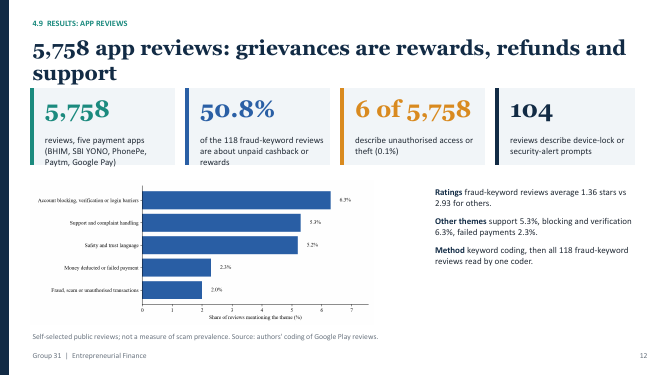 4.9 RESULTS: APP REVIEWS
5,758 app reviews: grievances are rewards, refunds and
support
5,758
reviews, five payment apps
(BHIM, SBI YONO, PhonePe,
Paytm, Google Pay)
50.8%
of the 118 fraud-keyword reviews
are about unpaid cashback or
rewards
6 of 5,758
describe unauthorised access or
theft (0.1%)
104
reviews describe device-lock or
security-alert prompts
Account blocking, verification or login barriers
6.3%
Support and complaint handling
5.3%
Safety and trust language
5.2%
Money deducted or failed payment
2.3%
Fraud, scam or unauthorised transactions
2.0%
0 1 2 3 4 5 6 7
Share of reviews mentioning the theme (%)
Ratings fraud-keyword reviews average 1.36 stars vs
2.93 for others.
Other themes support 5.3%, blocking and verification
6.3%, failed payments 2.3%.
Method keyword coding, then all 118 fraud-keyword
reviews read by one coder.
Self-selected public reviews; not a measure of scam prevalence. Source: authors' coding of Google Play reviews.
Group 31 | Entrepreneurial Finance
12